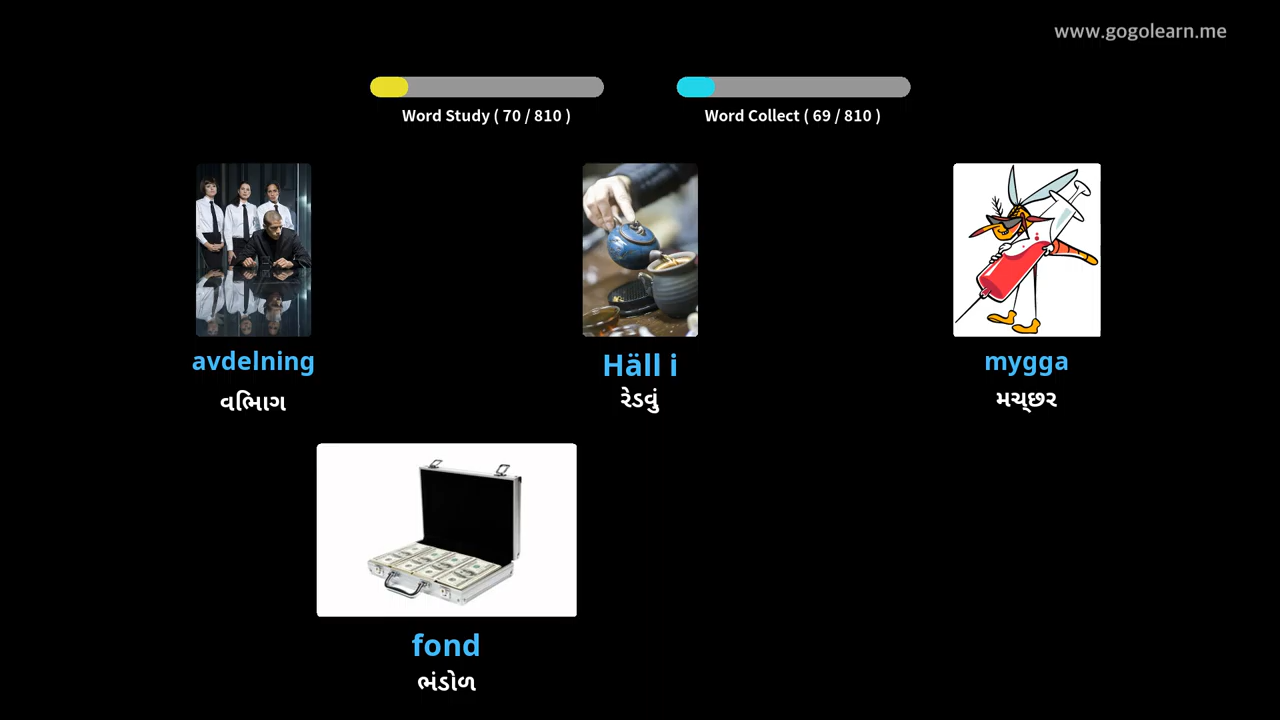 www.gogolearn.me
Word Study ( 70 / 810 )
Word Collect ( 69 / 810 )
avdelning
વિભાગ
Häll i
રેડવું
mygga
મચ્છર
fond
ભંડોળ